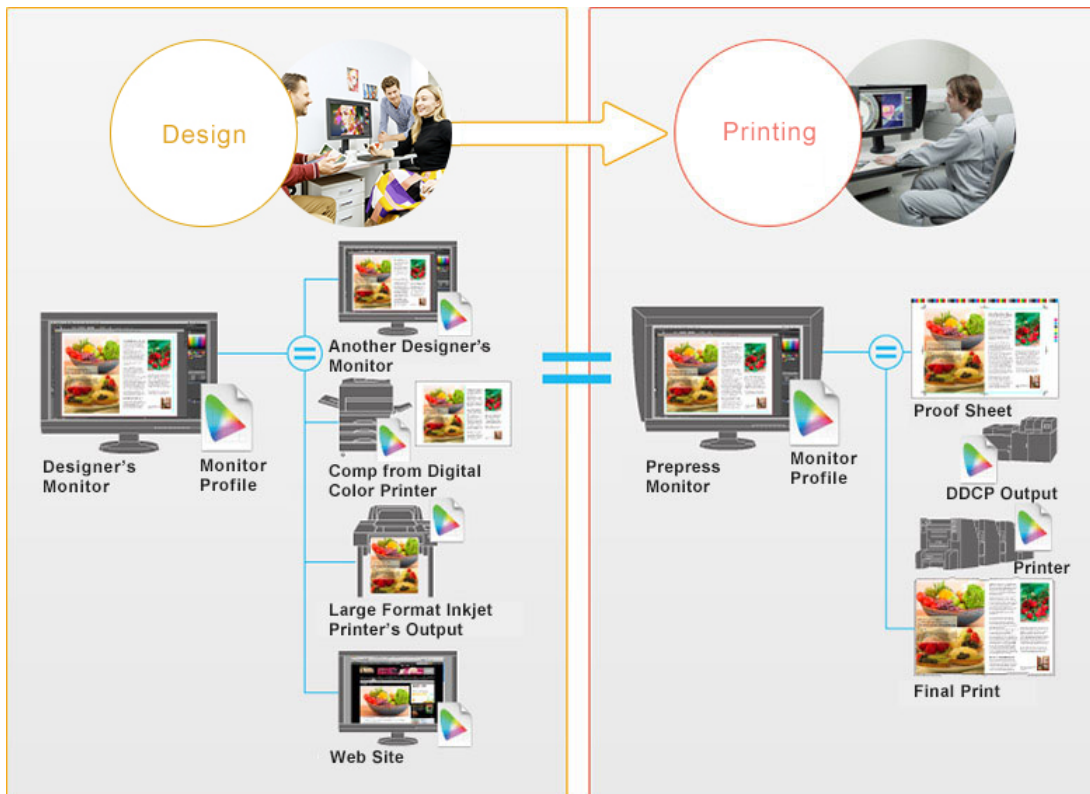 Design
Printing
Another Designer's
Monitor
Designer's
Monitor
Monitor
Profile
Comp from Digital
Color Printer
Large Format Inkjet
Printer's Output
Web Site
Prepress
Monitor
Monitor
Profile
Proof Sheet
DDCP Output
Printer
Final Print